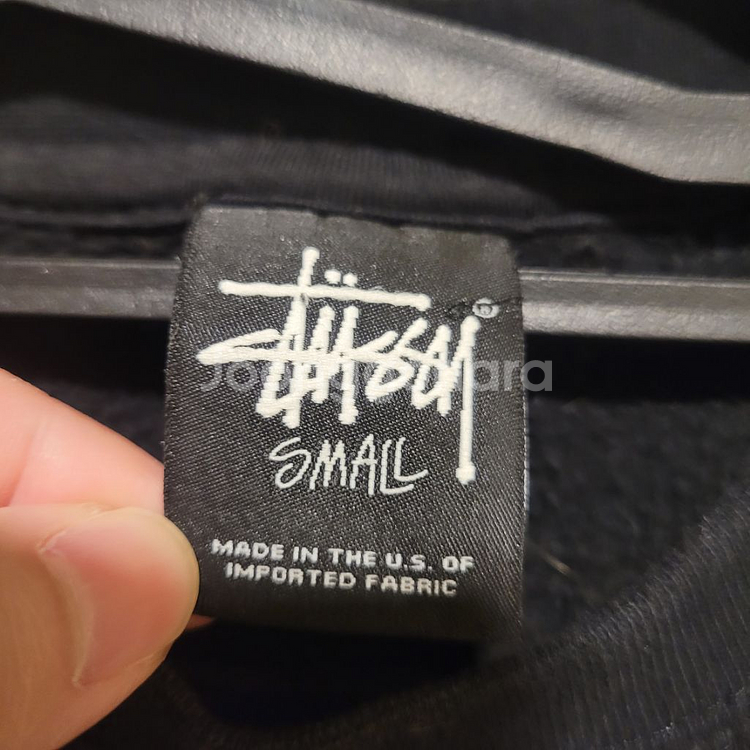 Stüssy ®
SMALL
MADE IN THE U.S. OF
IMPORTED FABRIC